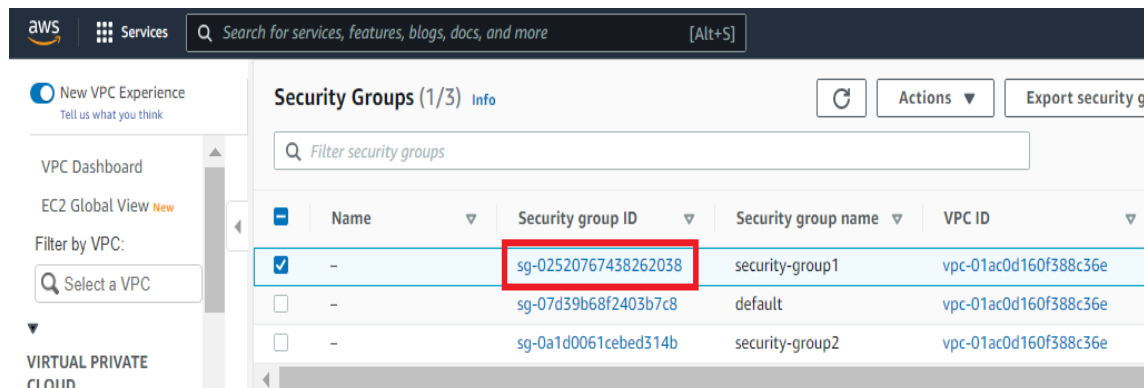 aws Services Search for services, features, blogs, docs, and more [Alt+S]
New VPC Experience
Tell us what you think
VPC Dashboard
EC2 Global View New
Filter by VPC:
Select a VPC
VIRTUAL PRIVATE
CLOUD
Security Groups (1/3) Info
Actions
Export security g
Filter security groups
Name Security group ID Security group name VPC ID
– sg-02520767438262038 security-group1 vpc-01ac0d160f388c36e
– sg-07d39b68f2403b7c8 default vpc-01ac0d160f388c36e
– sg-0a1d0061cebed314b security-group2 vpc-01ac0d160f388c36e